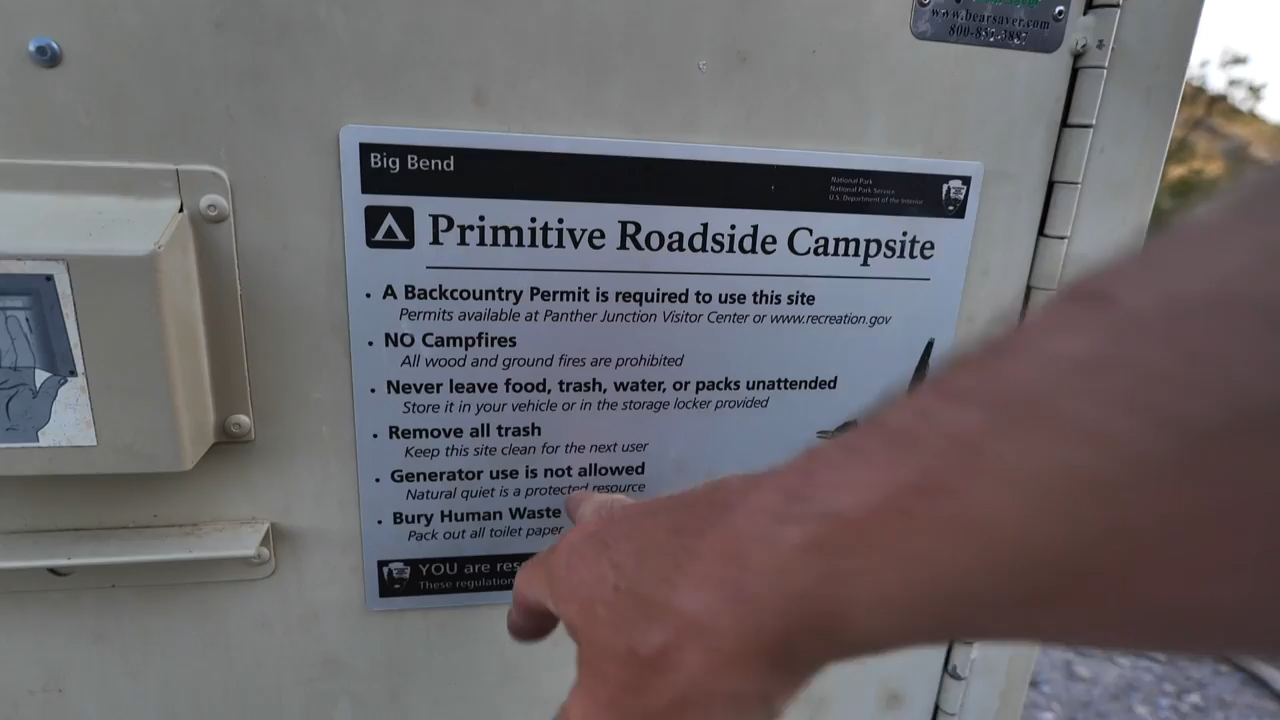 www.bearsaver.com
800-851-3887
Big Bend
National Park
National Park Service
U.S. Department of the Interior
Primitive Roadside Campsite
• A Backcountry Permit is required to use this site
Permits available at Panther Junction Visitor Center or www.recreation.gov
• NO Campfires
All wood and ground fires are prohibited
• Never leave food, trash, water, or packs unattended
Store it in your vehicle or in the storage locker provided
• Remove all trash
Keep this site clean for the next user
• Generator use is not allowed
Natural quiet is a protected resource
• Bury Human Waste
Pack out all toilet paper
YOU are
These